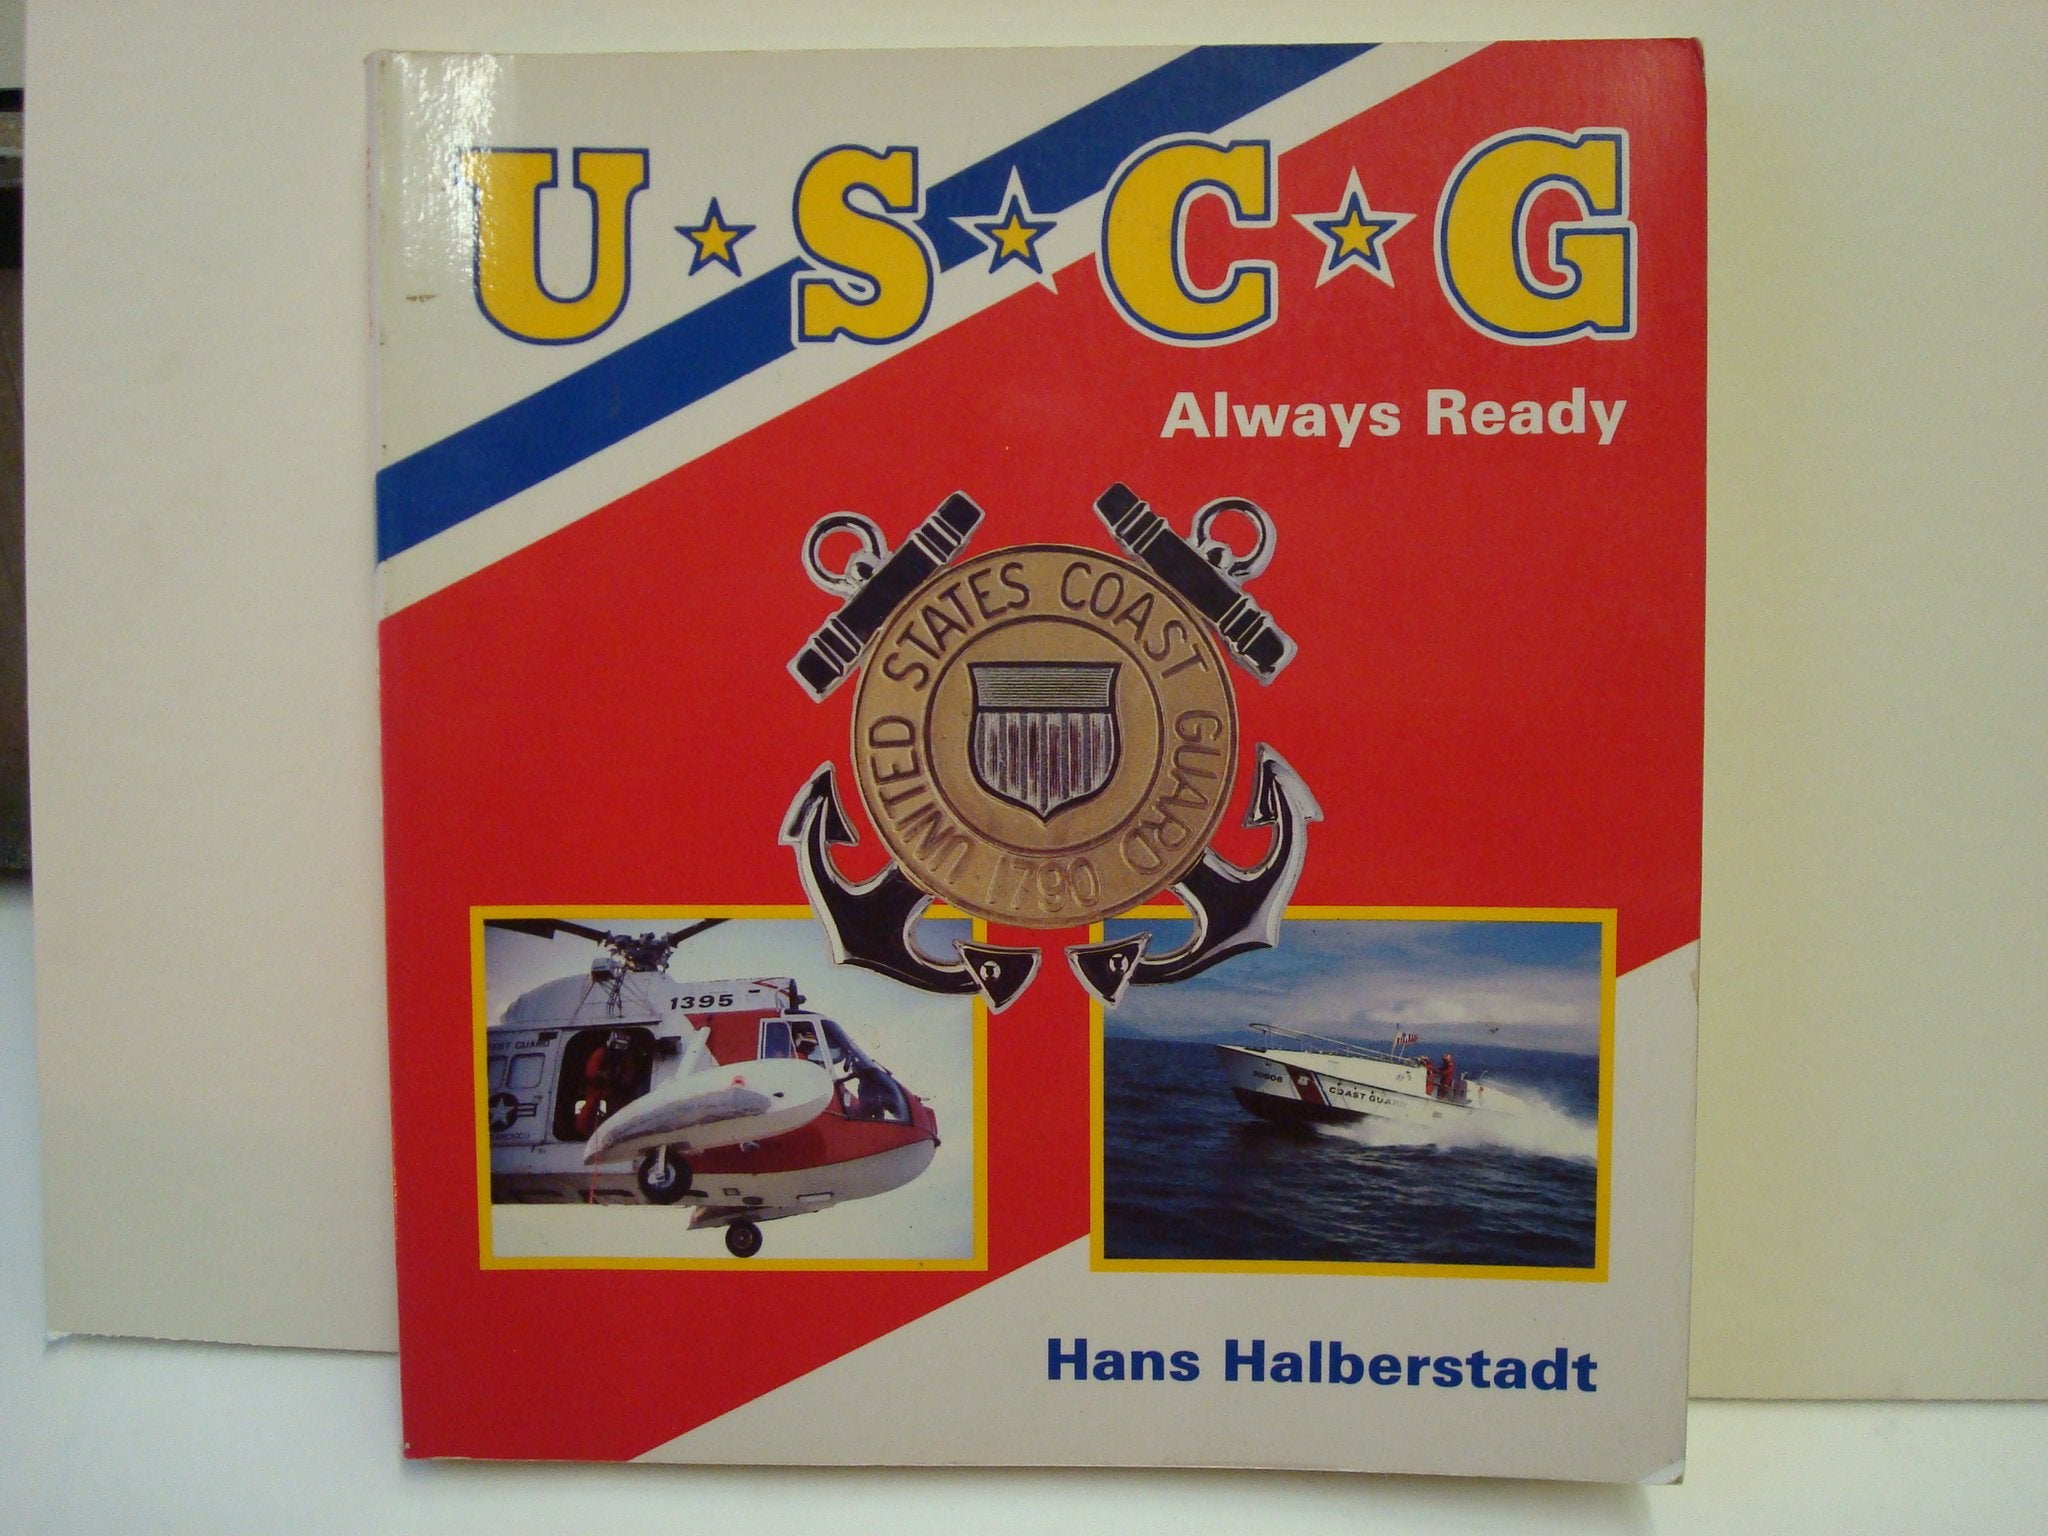 U★S★C★G
Always Ready
UNITED STATES COAST GUARD
1790
1395
COAST GUARD
Hans Halberstadt